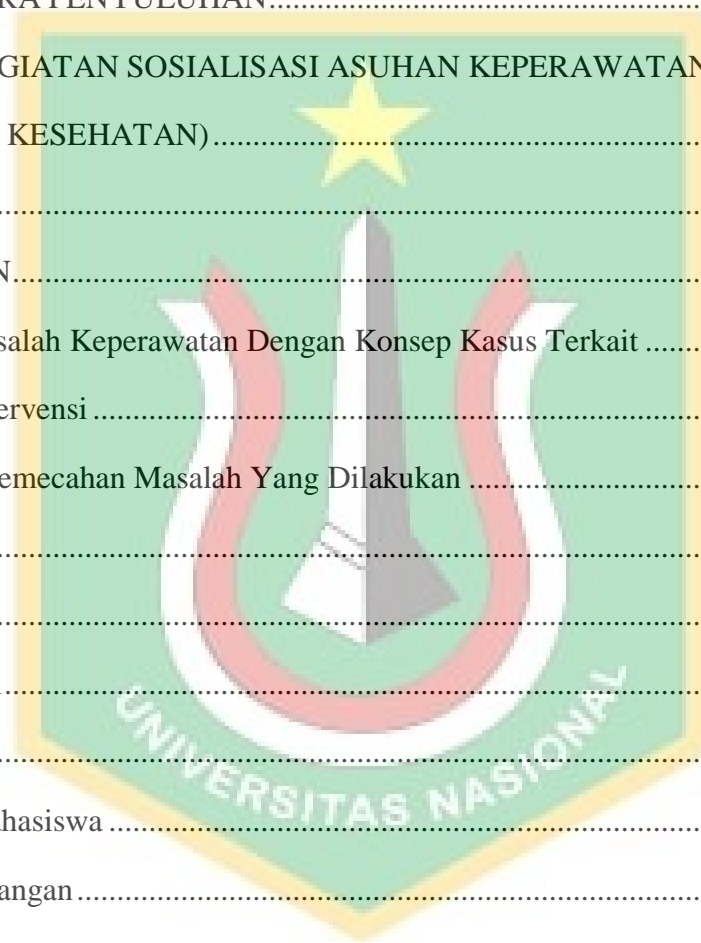 PENYULUHAN........................
GIATAN SOSIALISASI ASUHAN KEPERAWATAN
KESEHATAN)........................
........................
N........................
salah Keperawatan Dengan Konsep Kasus Terkait .......
ervensi........................
emecahan Masalah Yang Dilakukan ........................
........................
........................
........................
........................
hasiswa ........................
angan........................
UNIVERSITAS NASIONAL